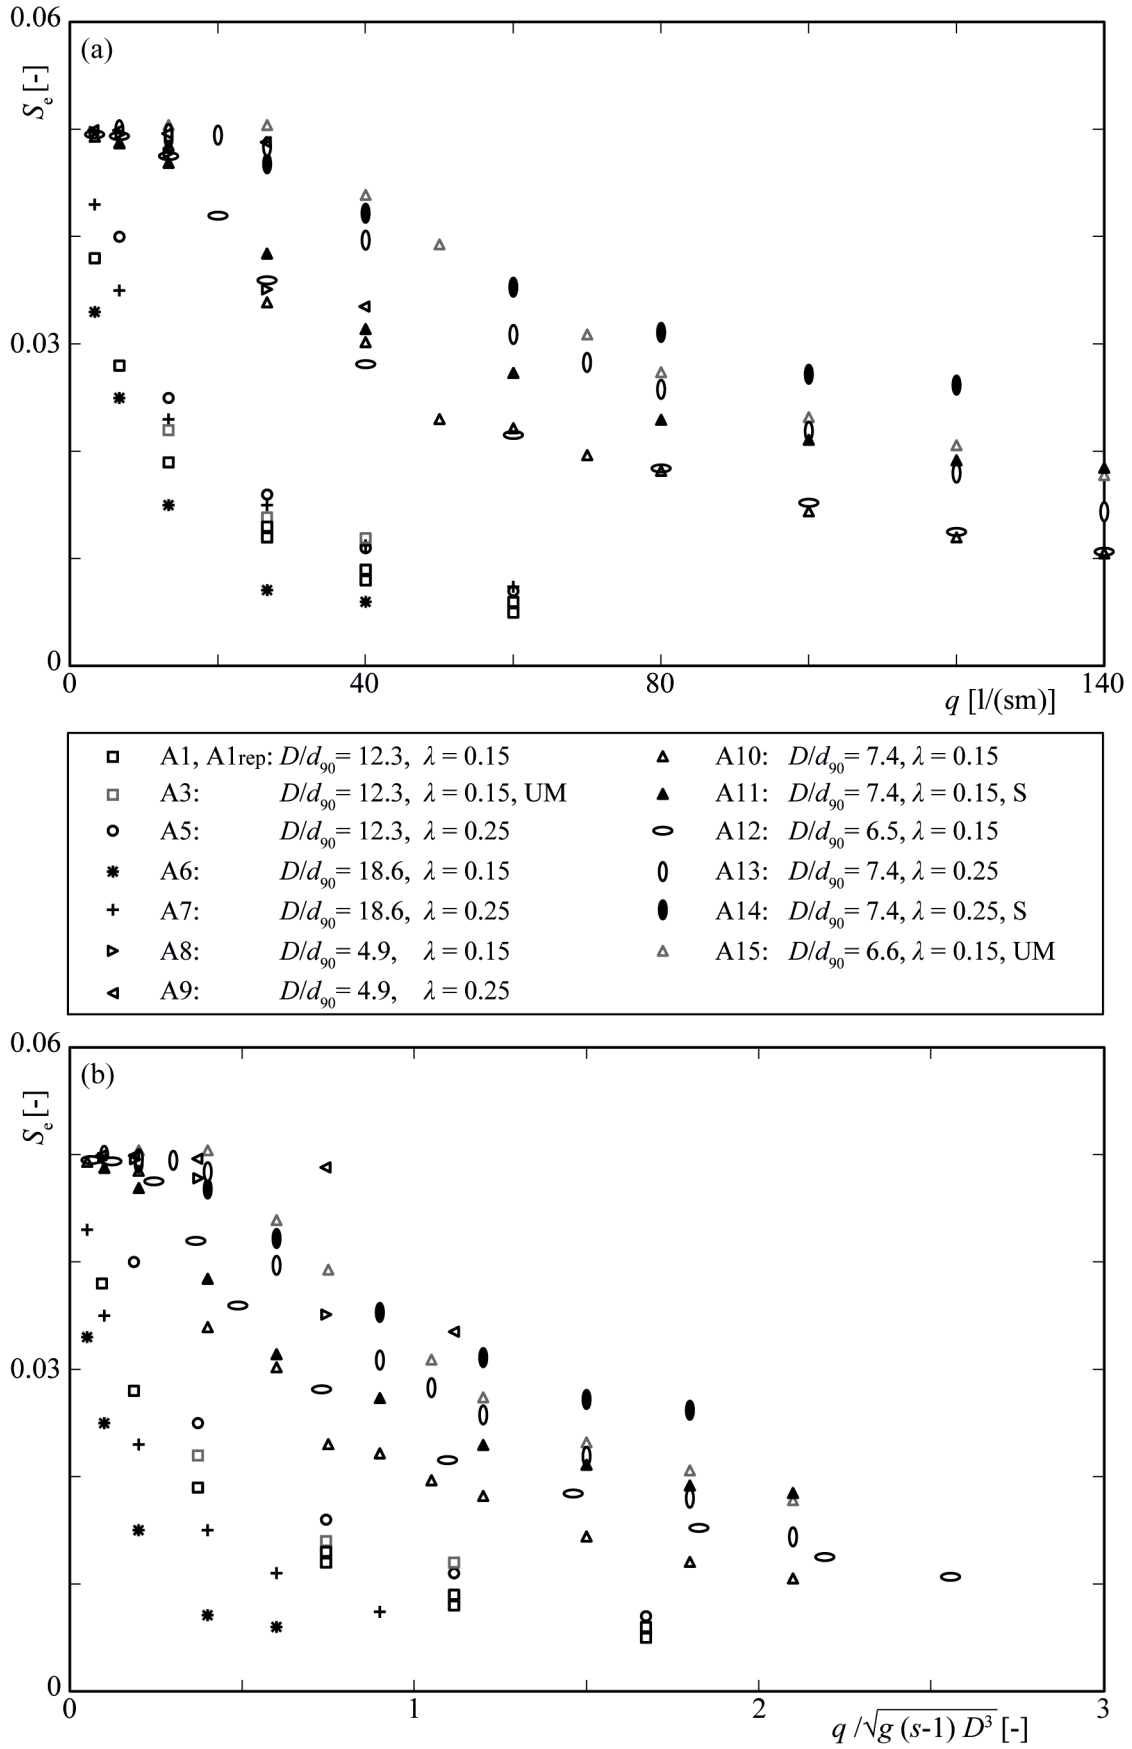 0.06
(a)
Se [-]
0.03
0
0 40 80 140
q [l/(sm)]
A1, A1rep: D/d90= 12.3, λ = 0.15
A3: D/d90= 12.3, λ = 0.15, UM
A5: D/d90= 12.3, λ = 0.25
A6: D/d90= 18.6, λ = 0.15
A7: D/d90= 18.6, λ = 0.25
A8: D/d90= 4.9, λ = 0.15
A9: D/d90= 4.9, λ = 0.25
A10: D/d90= 7.4, λ = 0.15
A11: D/d90= 7.4, λ = 0.15, S
A12: D/d90= 6.5, λ = 0.15
A13: D/d90= 7.4, λ = 0.25
A14: D/d90= 7.4, λ = 0.25, S
A15: D/d90= 6.6, λ = 0.15, UM
0.06
(b)
Se [-]
0.03
0
0 1 2 3
q /√g (s-1) D³ [-]